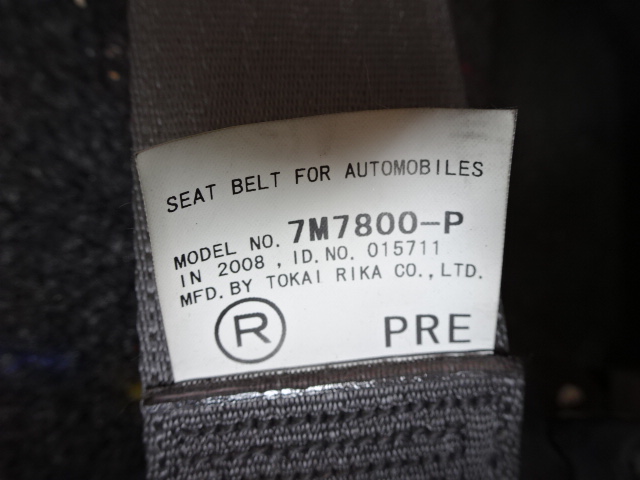 SEAT BELT FOR AUTOMOBILES
MODEL NO. 7M7800-P
IN 2008, ID.NO. 015711
MFD. BY TOKAI RIKA CO., LTD.
R PRE